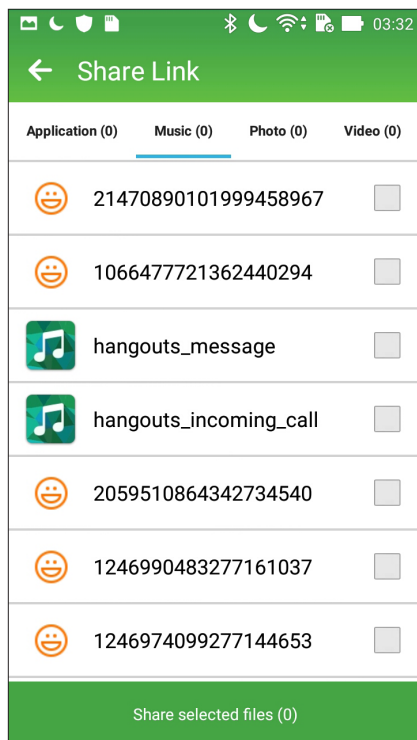 03:32
Share Link
Application (0) Music (0) Photo (0) Video (0)
21470890101999458967
1066477721362440294
hangouts_message
hangouts_incoming_call
2059510864342734540
1246990483277161037
1246974099277144653
Share selected files (0)